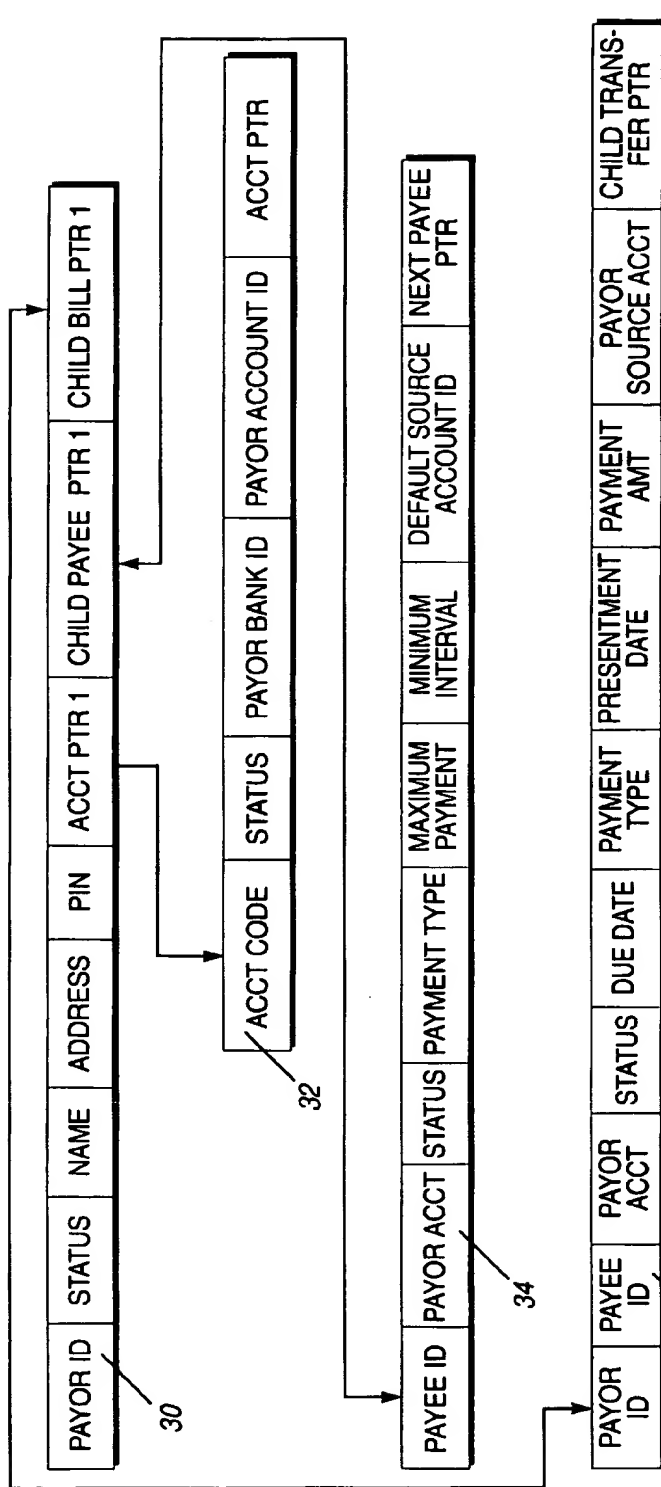 PAYOR ID STATUS NAME ADDRESS PIN ACCT PTR 1 CHILD PAYEE PTR 1 CHILD BILL PTR 1
30
ACCT CODE STATUS PAYOR BANK ID PAYOR ACCOUNT ID ACCT PTR
32
PAYEE ID
PAYOR ACCT
STATUS
PAYMENT TYPE
MAXIMUM
PAYMENT
MINIMUM
INTERVAL
DEFAULT SOURCE
ACCOUNT ID
NEXT PAYEE
PTR
34
PAYOR
ID
PAYEE
ID
PAYOR
ACCT
STATUS
DUE DATE
PAYMENT
TYPE
PRESENTMENT
DATE
PAYMENT
AMT
PAYOR
SOURCE ACCT
CHILD TRANS-
FER PTR